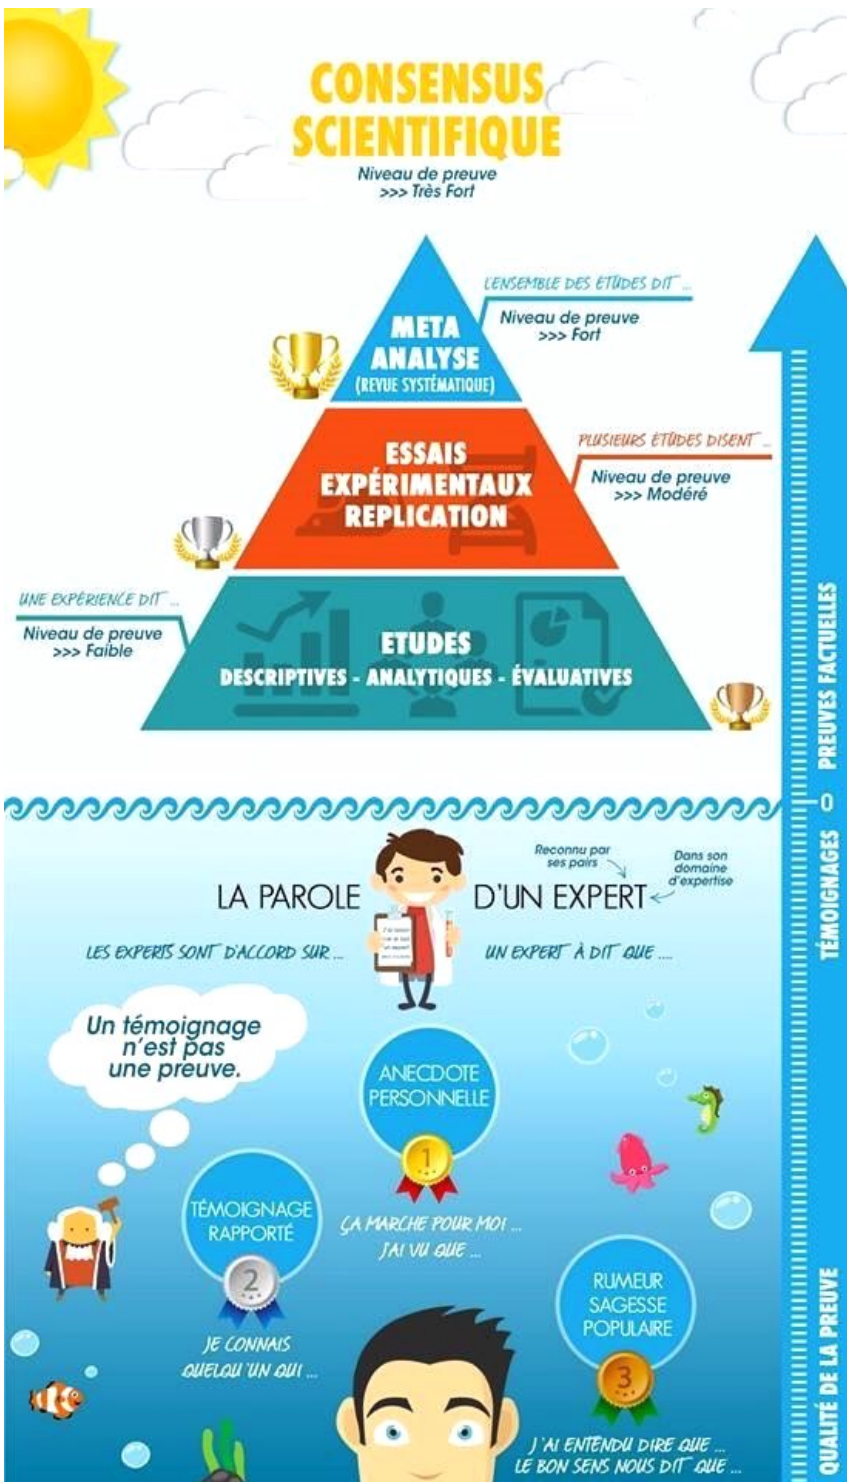 CONSENSUS
SCIENTIFIQUE
Niveau de preuve
>>> Très Fort
L'ENSEMBLE DES ÉTUDES DIT ...
Niveau de preuve
>>> Fort
META
ANALYSE
(REVUE SYSTÉMATIQUE)
PLUSIEURS ÉTUDES DISENT ...
Niveau de preuve
>>> Modéré
ESSAIS
EXPÉRIMENTAUX
REPLICATION
UNE EXPÉRIENCE DIT ...
Niveau de preuve
>>> Faible
ETUDES
DESCRIPTIVES - ANALYTIQUES - ÉVALUATIVES
PREUVES FACTUELLES
0
TÉMOIGNAGES
QUALITÉ DE LA PREUVE
Reconnu par
ses pairs
Dans son
domaine
d'expertise
LA PAROLE D'UN EXPERT
LES EXPERTS SONT D'ACCORD SUR ...
UN EXPERT À DIT QUE ....
Un témoignage
n'est pas
une preuve.
ANECDOTE
PERSONNELLE
1
ÇA MARCHE POUR MOI ...
J'AI VU QUE ...
TÉMOIGNAGE
RAPPORTÉ
2
JE CONNAIS
QUELQU'UN QUI ...
RUMEUR
SAGESSE
POPULAIRE
3
J'AI ENTENDU DIRE QUE ...
LE BON SENS NOUS DIT QUE ...